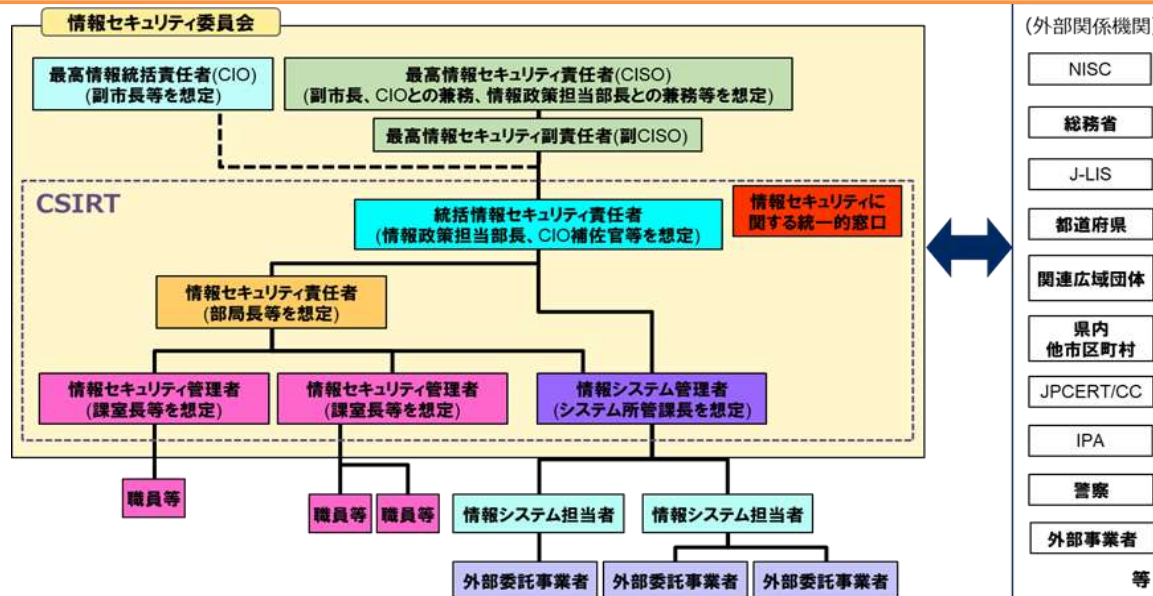 情報セキュリティ委員会
最高情報統括責任者(CIO)
(副市長等を想定)
最高情報セキュリティ責任者(CISO)
(副市長、CIOとの兼務、情報政策担当部長との兼務等を想定)
最高情報セキュリティ副責任者(副CISO)
CSIRT
統括情報セキュリティ責任者
(情報政策担当部長、CIO補佐官等を想定)
情報セキュリティに
関する統一的窓口
情報セキュリティ責任者
(部局長等を想定)
情報セキュリティ管理者
(課室長等を想定)
情報セキュリティ管理者
(課室長等を想定)
情報システム管理者
(システム所管課長を想定)
職員等
職員等
職員等
情報システム担当者
情報システム担当者
外部委託事業者
外部委託事業者
外部委託事業者
(外部関係機関)
NISC
総務省
J-LIS
都道府県
関連広域団体
県内
他市区町村
JPCERT/CC
IPA
警察
外部事業者
等